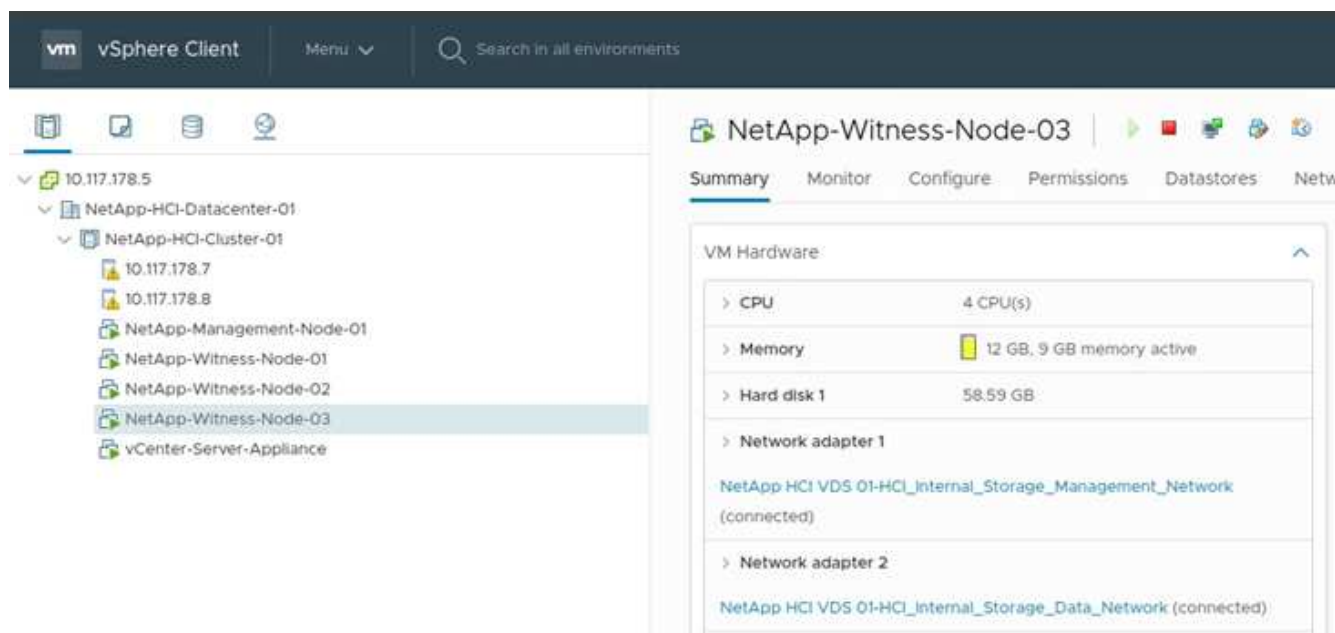 vm vSphere Client Menu Search in all environments
10.117.178.5
NetApp-HCI-Datacenter-01
NetApp-HCI-Cluster-01
10.117.178.7
10.117.178.8
NetApp-Management-Node-01
NetApp-Witness-Node-01
NetApp-Witness-Node-02
NetApp-Witness-Node-03
vCenter-Server-Appliance
NetApp-Witness-Node-03
Summary Monitor Configure Permissions Datastores Netw
VM Hardware
CPU 4 CPU(s)
Memory 12 GB, 9 GB memory active
Hard disk 1 58.59 GB
Network adapter 1
NetApp HCI VDS 01-HCI_Internal_Storage_Management_Network
(connected)
Network adapter 2
NetApp HCI VDS 01-HCI_Internal_Storage_Data_Network (connected)